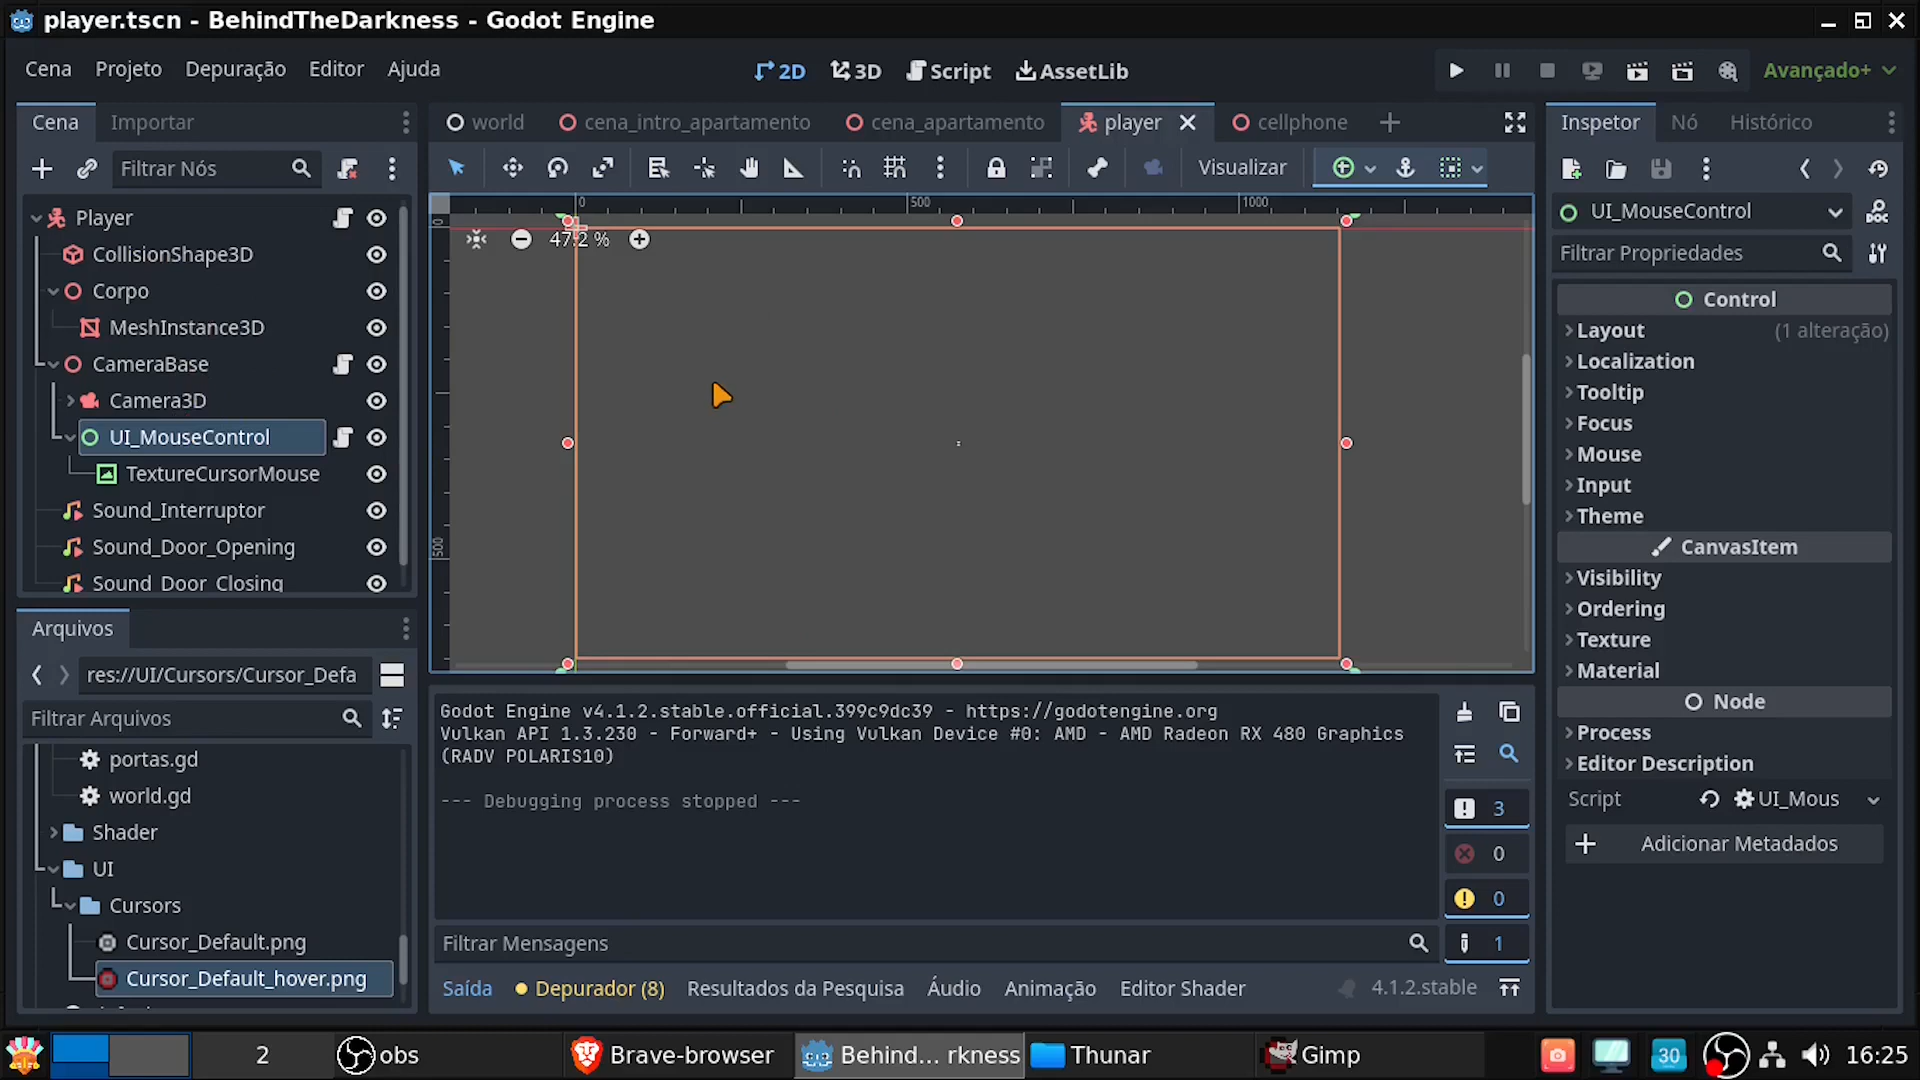 player.tscn - BehindTheDarkness - Godot Engine
Cena Projeto Depuração Editor Ajuda
2D 3D Script AssetLib
Avançado+
Cena Importar
world cena_intro_apartamento cena_apartamento player cellphone
Inspetor Nó Histórico
Filtrar Nós
Visualizar
0 500 1000
0
500
47.2 %
Player
CollisionShape3D
Corpo
MeshInstance3D
CameraBase
Camera3D
UI_MouseControl
TextureCursorMouse
Sound_Interruptor
Sound_Door_Opening
Sound_Door_Closing
UI_MouseControl
Filtrar Propriedades
Control
Layout (1 alteração)
Localization
Tooltip
Focus
Mouse
Input
Theme
CanvasItem
Visibility
Ordering
Texture
Material
Node
Process
Editor Description
Script UI_Mous
Adicionar Metadados
Arquivos
res://UI/Cursors/Cursor_Defa
Filtrar Arquivos
portas.gd
world.gd
Shader
UI
Cursors
Cursor_Default.png
Cursor_Default_hover.png
Godot Engine v4.1.2.stable.official.399c9dc39 - https://godotengine.org
Vulkan API 1.3.230 - Forward+ - Using Vulkan Device #0: AMD - AMD Radeon RX 480 Graphics
(RADV POLARIS10)
--- Debugging process stopped ---
3
0
0
1
Filtrar Mensagens
Saída Depurador (8) Resultados da Pesquisa Áudio Animação Editor Shader 4.1.2.stable
2 obs Brave-browser Behind... rkness Thunar Gimp 30 16:25